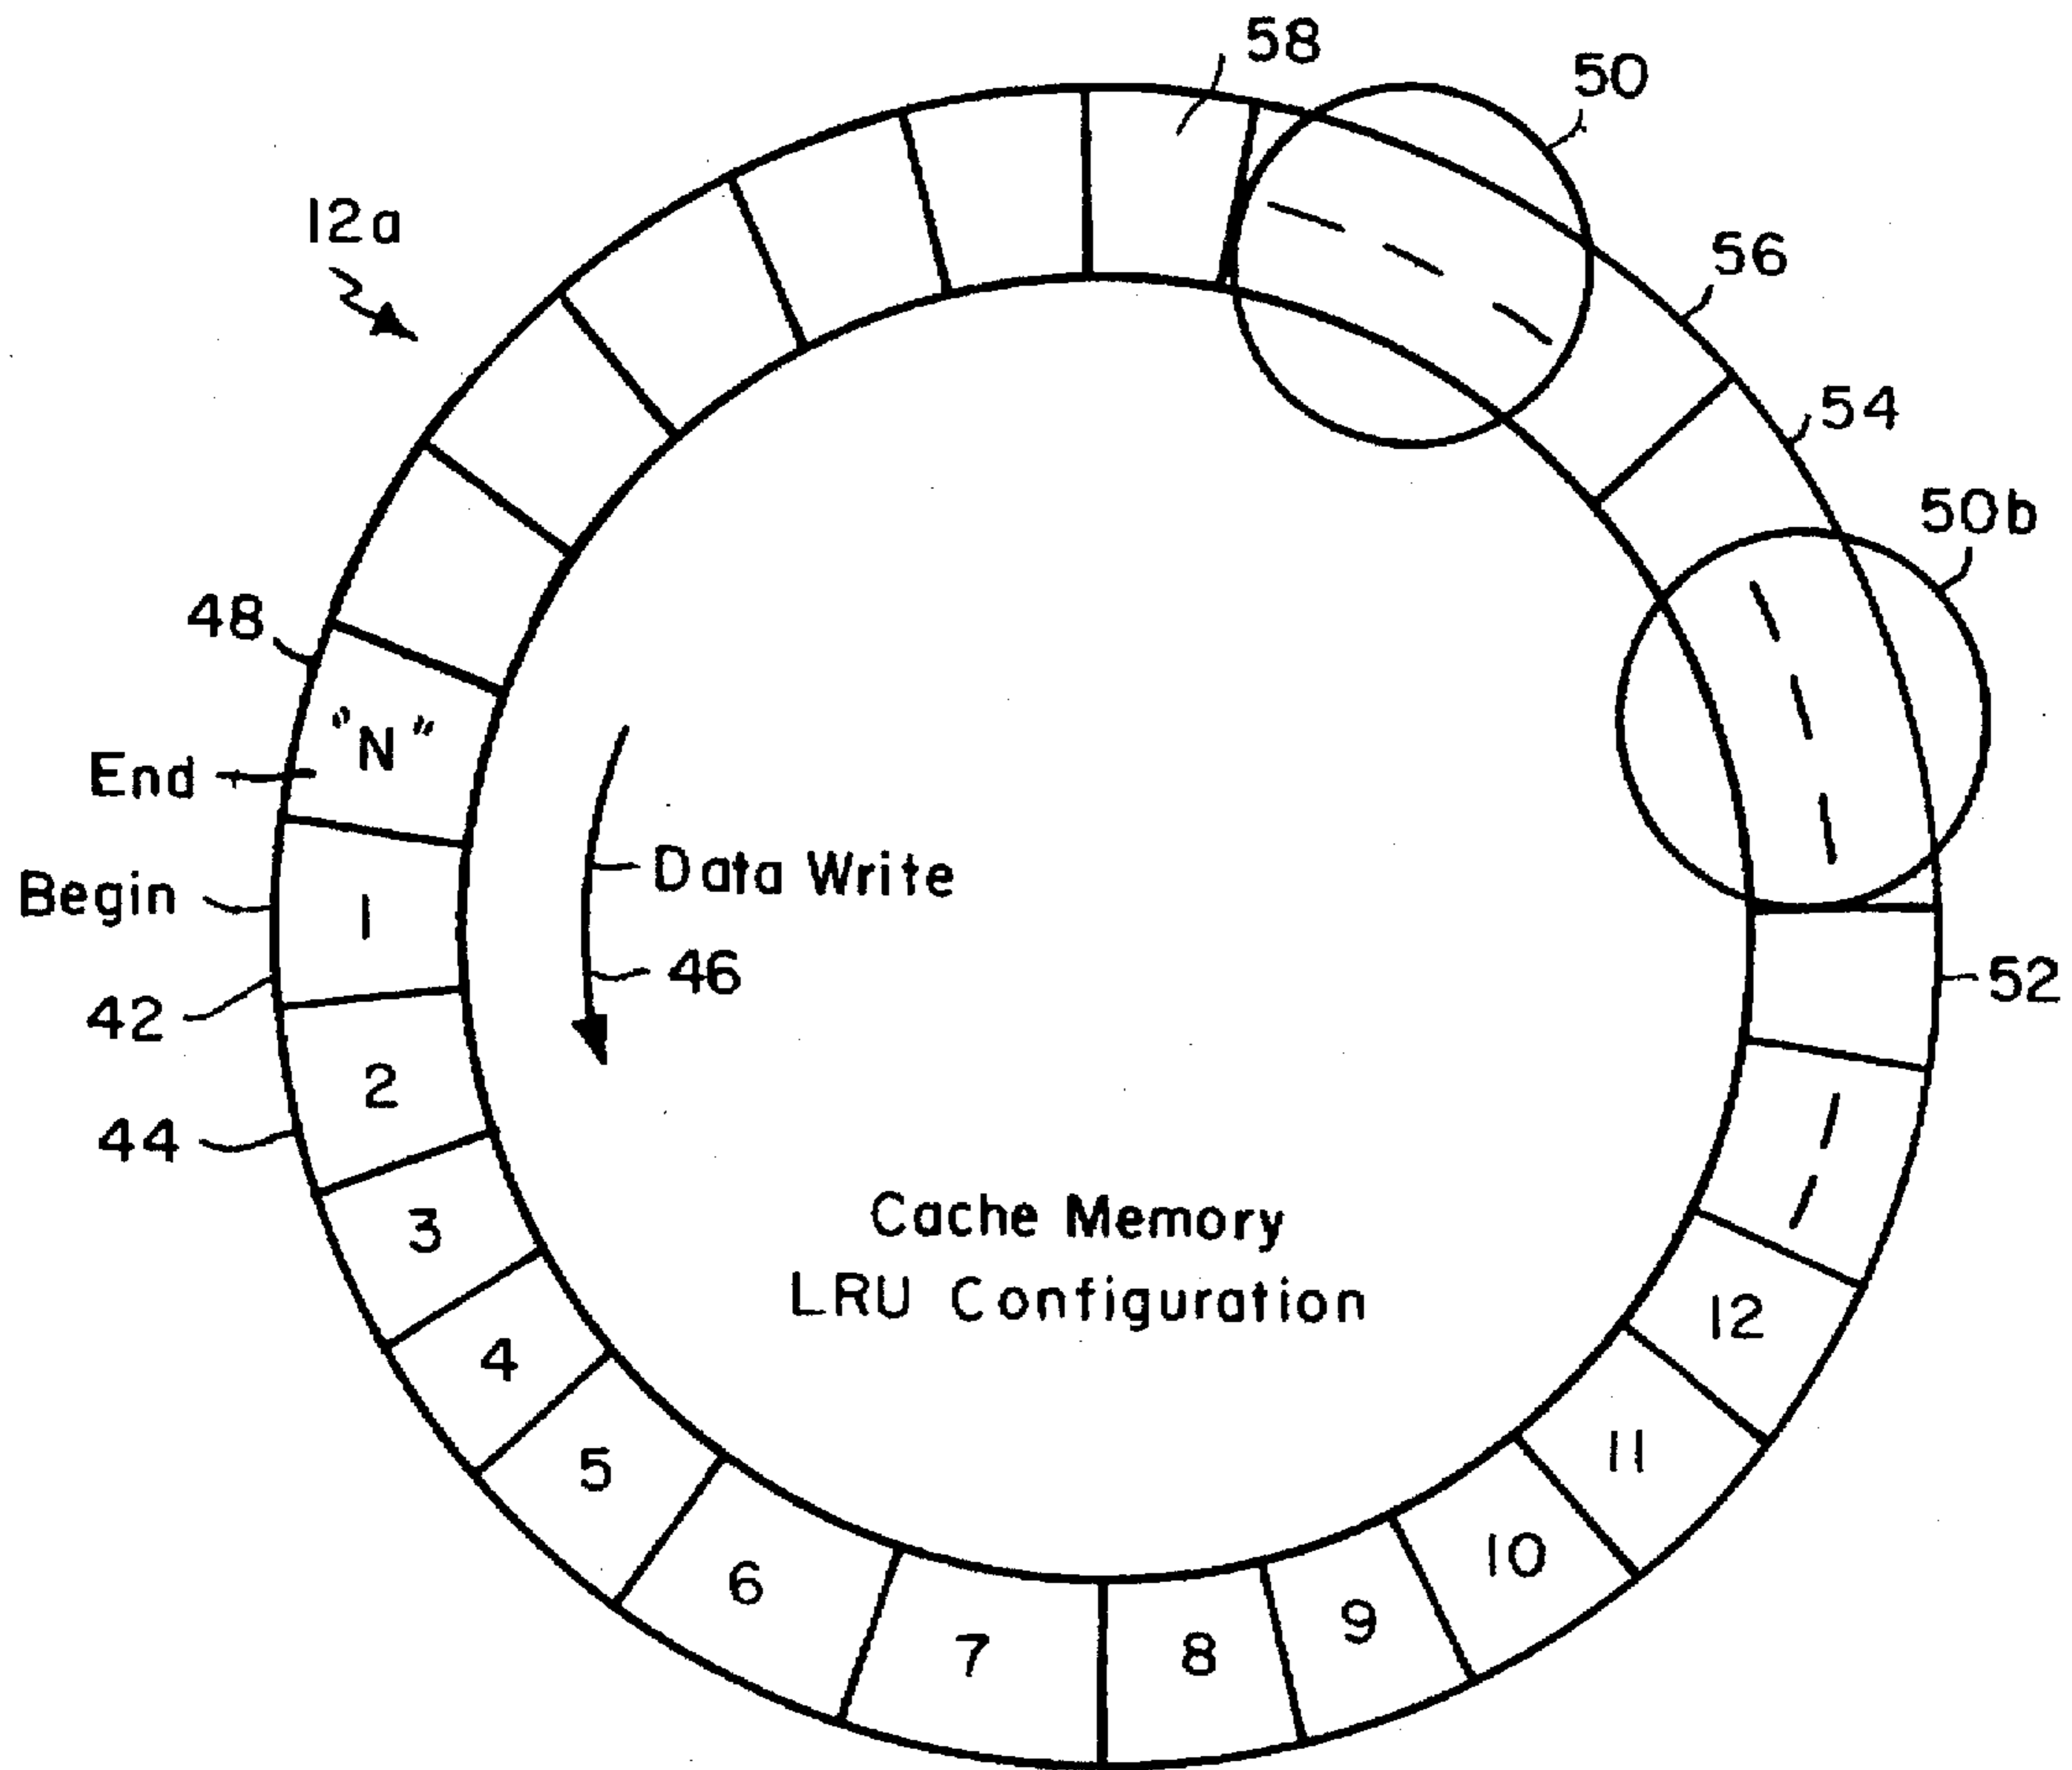 58
50
12a
56
54
50b
48
"N"
End
Begin
1
Data Write
46
42
52
2
44
3
Cache Memory
LRU Configuration
4
12
5
11
6
10
7
8
9